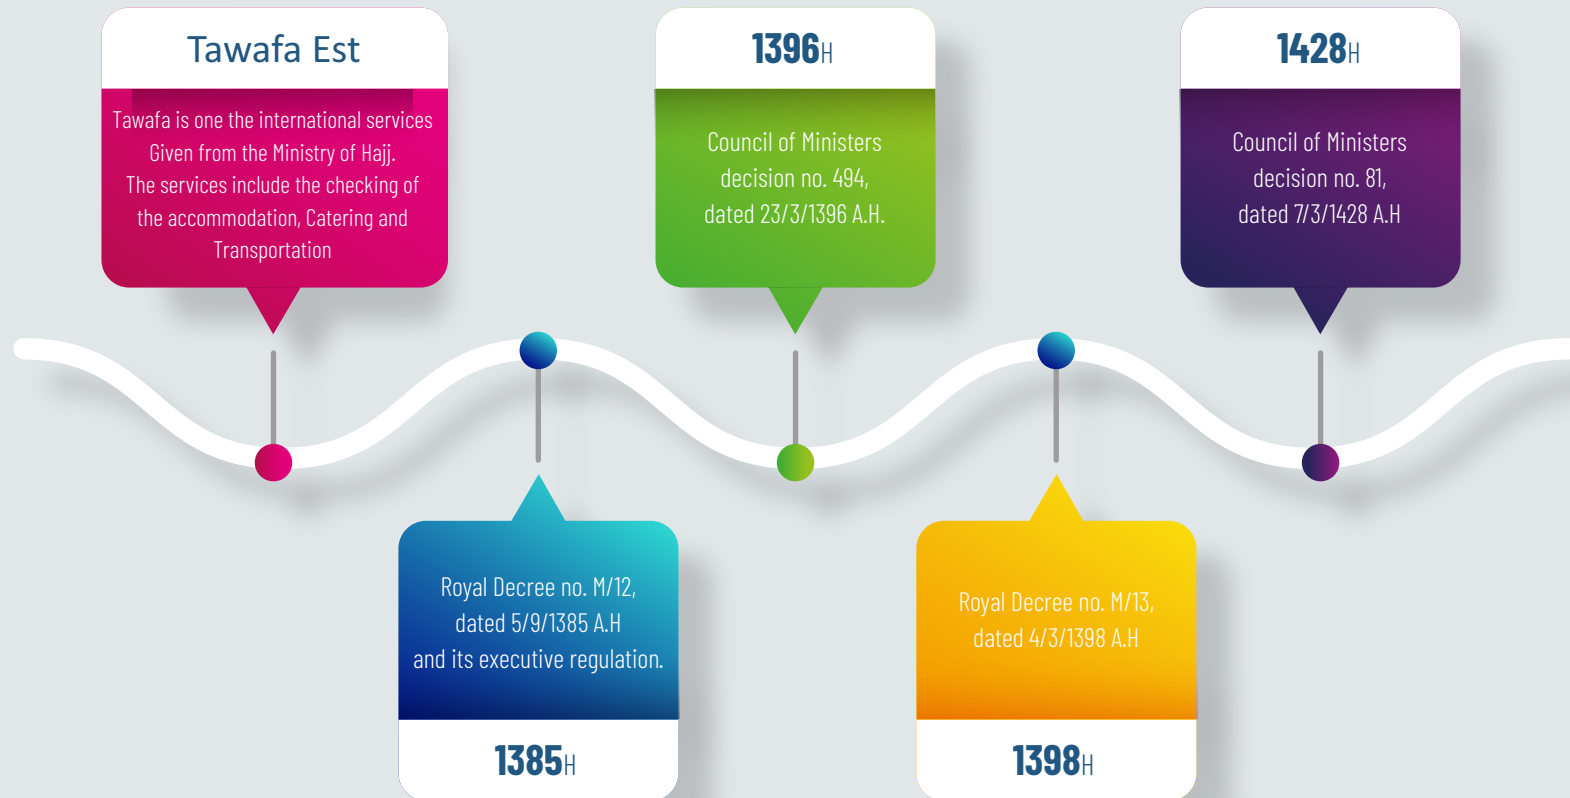 Tawafa Est
Tawafa is one the international services
Given from the Ministry of Hajj.
The services include the checking of
the accommodation, Catering and
Transportation
Royal Decree no. M/12,
dated 5/9/1385 A.H
and its executive regulation.
1385H
1396H
Council of Ministers
decision no. 494,
dated 23/3/1396 A.H.
Royal Decree no. M/13,
dated 4/3/1398 A.H
1398H
1428H
Council of Ministers
decision no. 81,
dated 7/3/1428 A.H